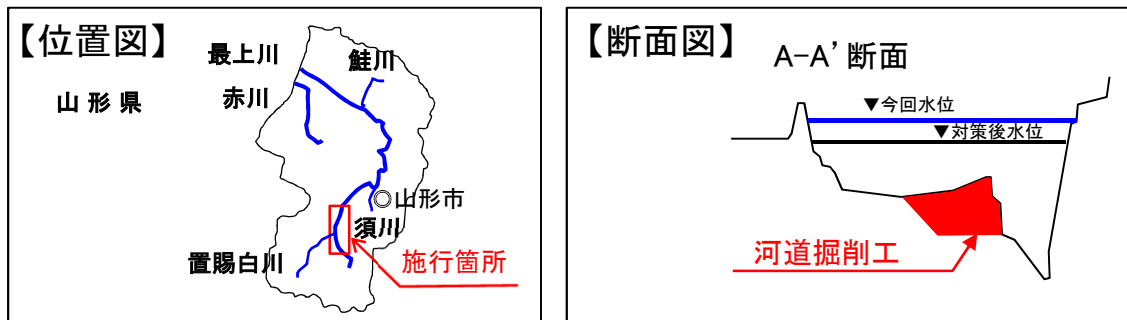 【位置図】
最上川
鮭川
山形県
赤川
◎山形市
須川
置賜白川
施行箇所
【断面図】
A-A’断面
▼今回水位
▼対策後水位
河道掘削工